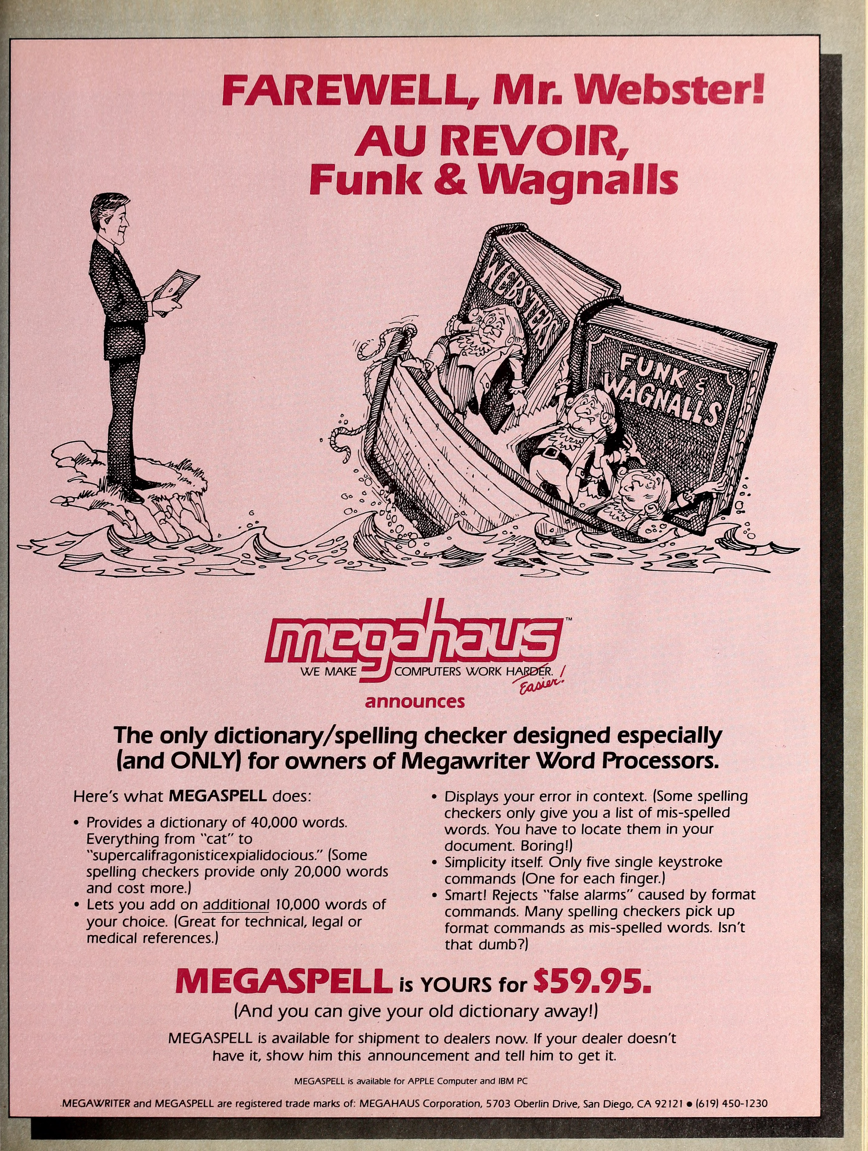 FAREWELL, Mr. Webster!
AU REVOIR,
Funk & Wagnalls
WEBSTERS
FUNK &
WAGNALLS
megahaus™
WE MAKE COMPUTERS WORK HARDER.
Easier!
announces
The only dictionary/spelling checker designed especially
(and ONLY) for owners of Megawriter Word Processors.
Here's what MEGASPELL does:
• Provides a dictionary of 40,000 words.
Everything from "cat" to
"supercalifragonisticexpialidocious." (Some
spelling checkers provide only 20,000 words
and cost more.)
• Lets you add on additional 10,000 words of
your choice. (Great for technical, legal or
medical references.)
• Displays your error in context. (Some spelling
checkers only give you a list of mis-spelled
words. You have to locate them in your
document. Boring!)
• Simplicity itself. Only five single keystroke
commands (One for each finger.)
• Smart! Rejects "false alarms" caused by format
commands. Many spelling checkers pick up
format commands as mis-spelled words. Isn't
that dumb?)
MEGASPELL is YOURS for $59.95.
(And you can give your old dictionary away!)
MEGASPELL is available for shipment to dealers now. If your dealer doesn't
have it, show him this announcement and tell him to get it.
MEGASPELL is available for APPLE Computer and IBM PC
MEGAWRITER and MEGASPELL are registered trade marks of: MEGAHAUS Corporation, 5703 Oberlin Drive, San Diego, CA 92121 • (619) 450-1230